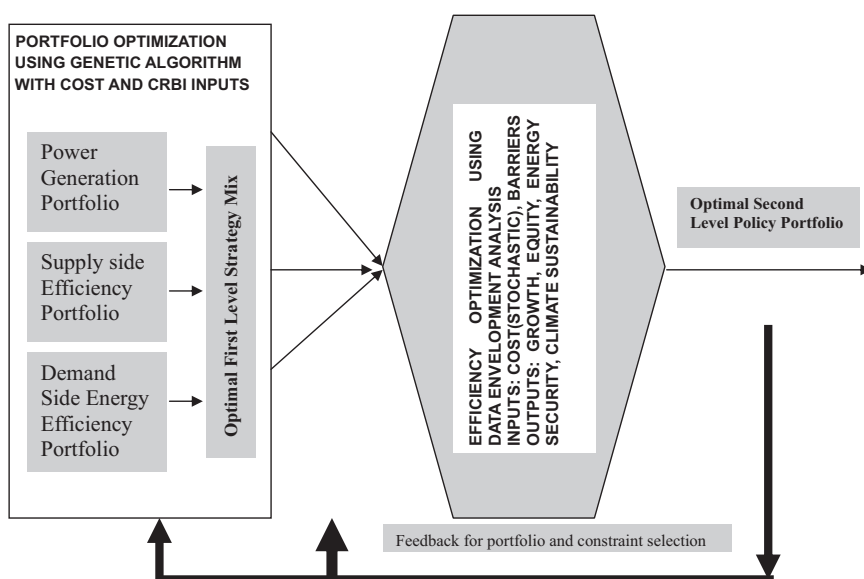 PORTFOLIO OPTIMIZATION
USING GENETIC ALGORITHM
WITH COST AND CRBI INPUTS
Power
Generation
Portfolio
Supply side
Efficiency
Portfolio
Demand
Side Energy
Efficiency
Portfolio
Optimal First Level Strategy Mix
EFFICIENCY OPTIMIZATION USING
DATA ENVELOPMENT ANALYSIS
INPUTS: COST(STOCHASTIC), BARRIERS
OUTPUTS: GROWTH, EQUITY, ENERGY
SECURITY, CLIMATE SUSTAINABILITY
Optimal Second
Level Policy Portfolio
Feedback for portfolio and constraint selection